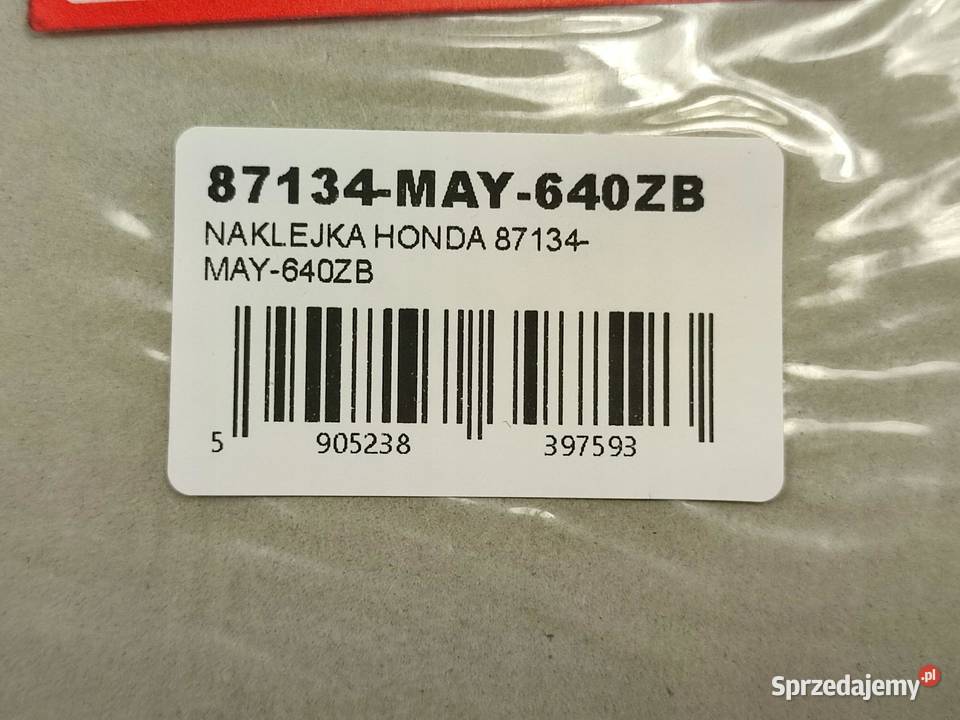 87134-MAY-640ZB
NAKLEJKA HONDA 87134-
MAY-640ZB
5 905238 397593
Sprzedajemy.pl